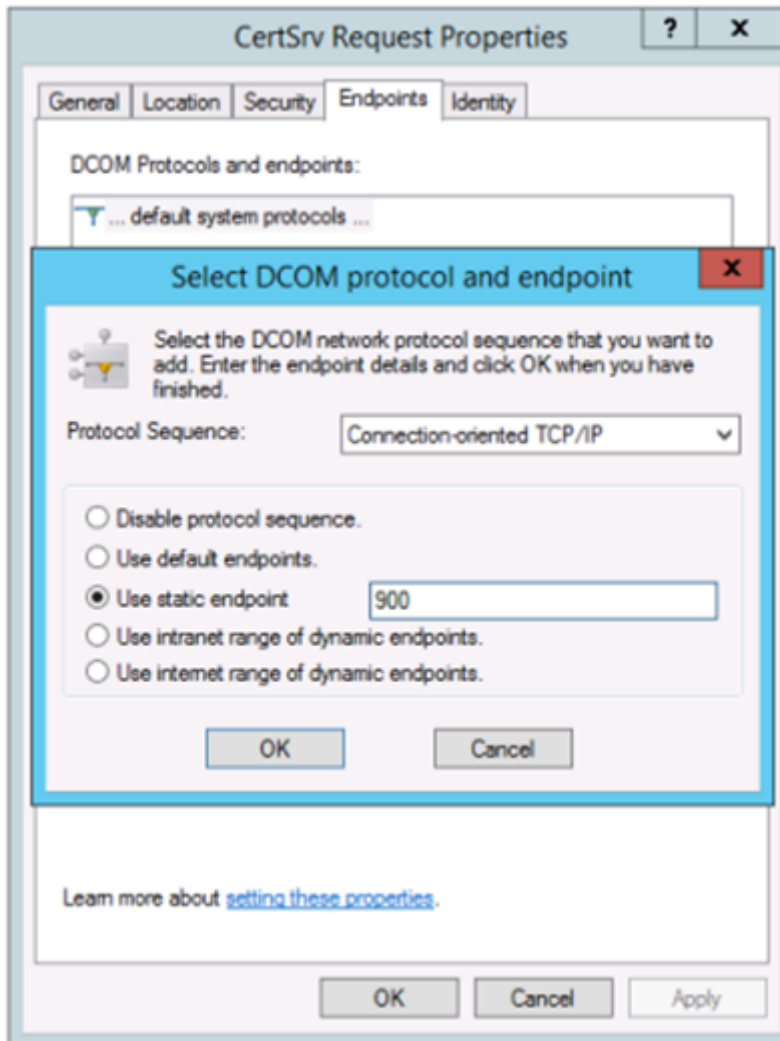 CertSrv Request Properties
?
x
General
Location
Security
Endpoints
Identity
DCOM Protocols and endpoints:
... default system protocols ...
Select DCOM protocol and endpoint
x
Select the DCOM network protocol sequence that you want to
add. Enter the endpoint details and click OK when you have
finished.
Protocol Sequence:
Connection-oriented TCP/IP
Disable protocol sequence.
Use default endpoints.
Use static endpoint
900
Use intranet range of dynamic endpoints.
Use internet range of dynamic endpoints.
OK
Cancel
Learn more about setting these properties.
OK
Cancel
Apply